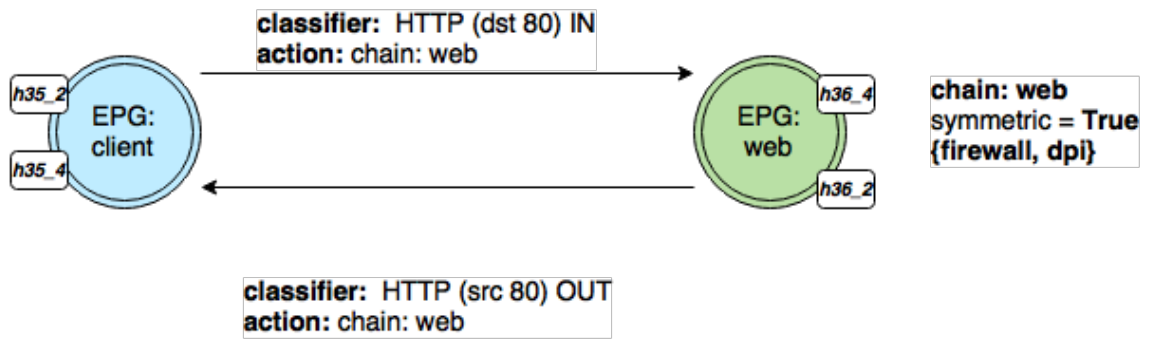 classifier: HTTP (dst 80) IN
action: chain: web
h35_2
EPG:
client
h35_4
EPG:
web
h36_4
h36_2
chain: web
symmetric = True
{firewall, dpi}
classifier: HTTP (src 80) OUT
action: chain: web